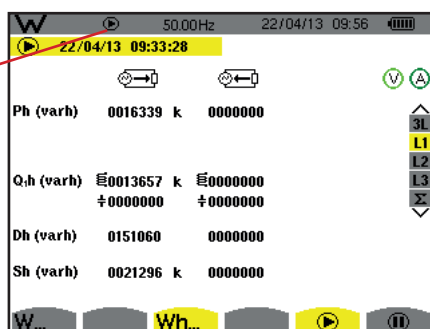 W 50.00Hz 22/04/13 09:56
22/04/13 09:33:28
V A
Ph (varh) 0016339 k 0000000
3L
L1
L2
Q₁h (varh) 0013657 k 0000000
L3
0000000 0000000
Σ
Dh (varh) 0151060 0000000
Sh (varh) 0021296 k 0000000
W... Wh...